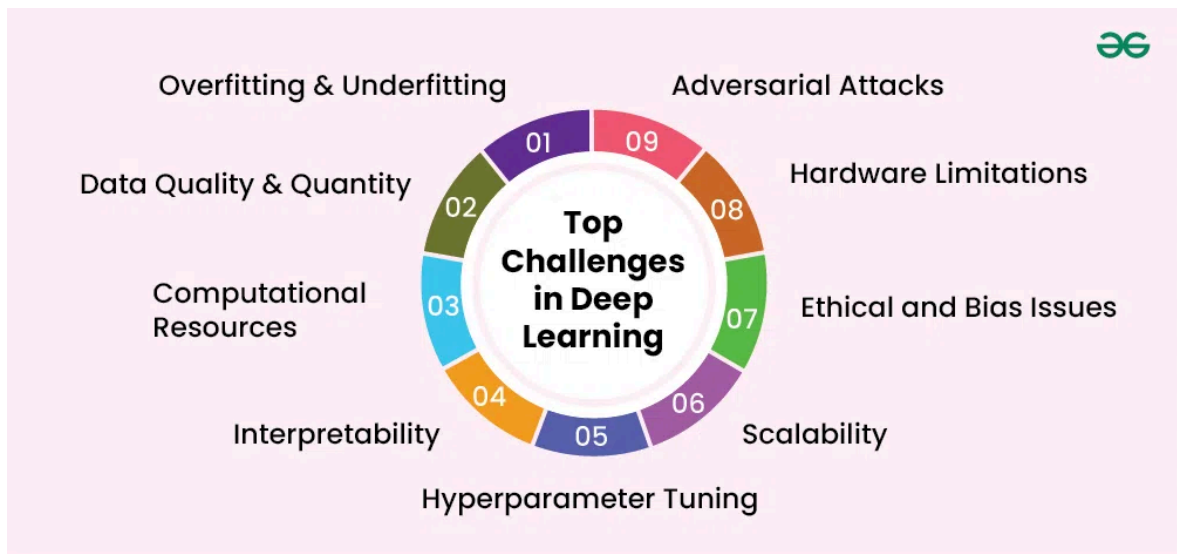 Top
Challenges
in Deep
Learning
01
Overfitting & Underfitting
02
Data Quality & Quantity
03
Computational
Resources
04
Interpretability
05
Hyperparameter Tuning
06
Scalability
07
Ethical and Bias Issues
08
Hardware Limitations
09
Adversarial Attacks